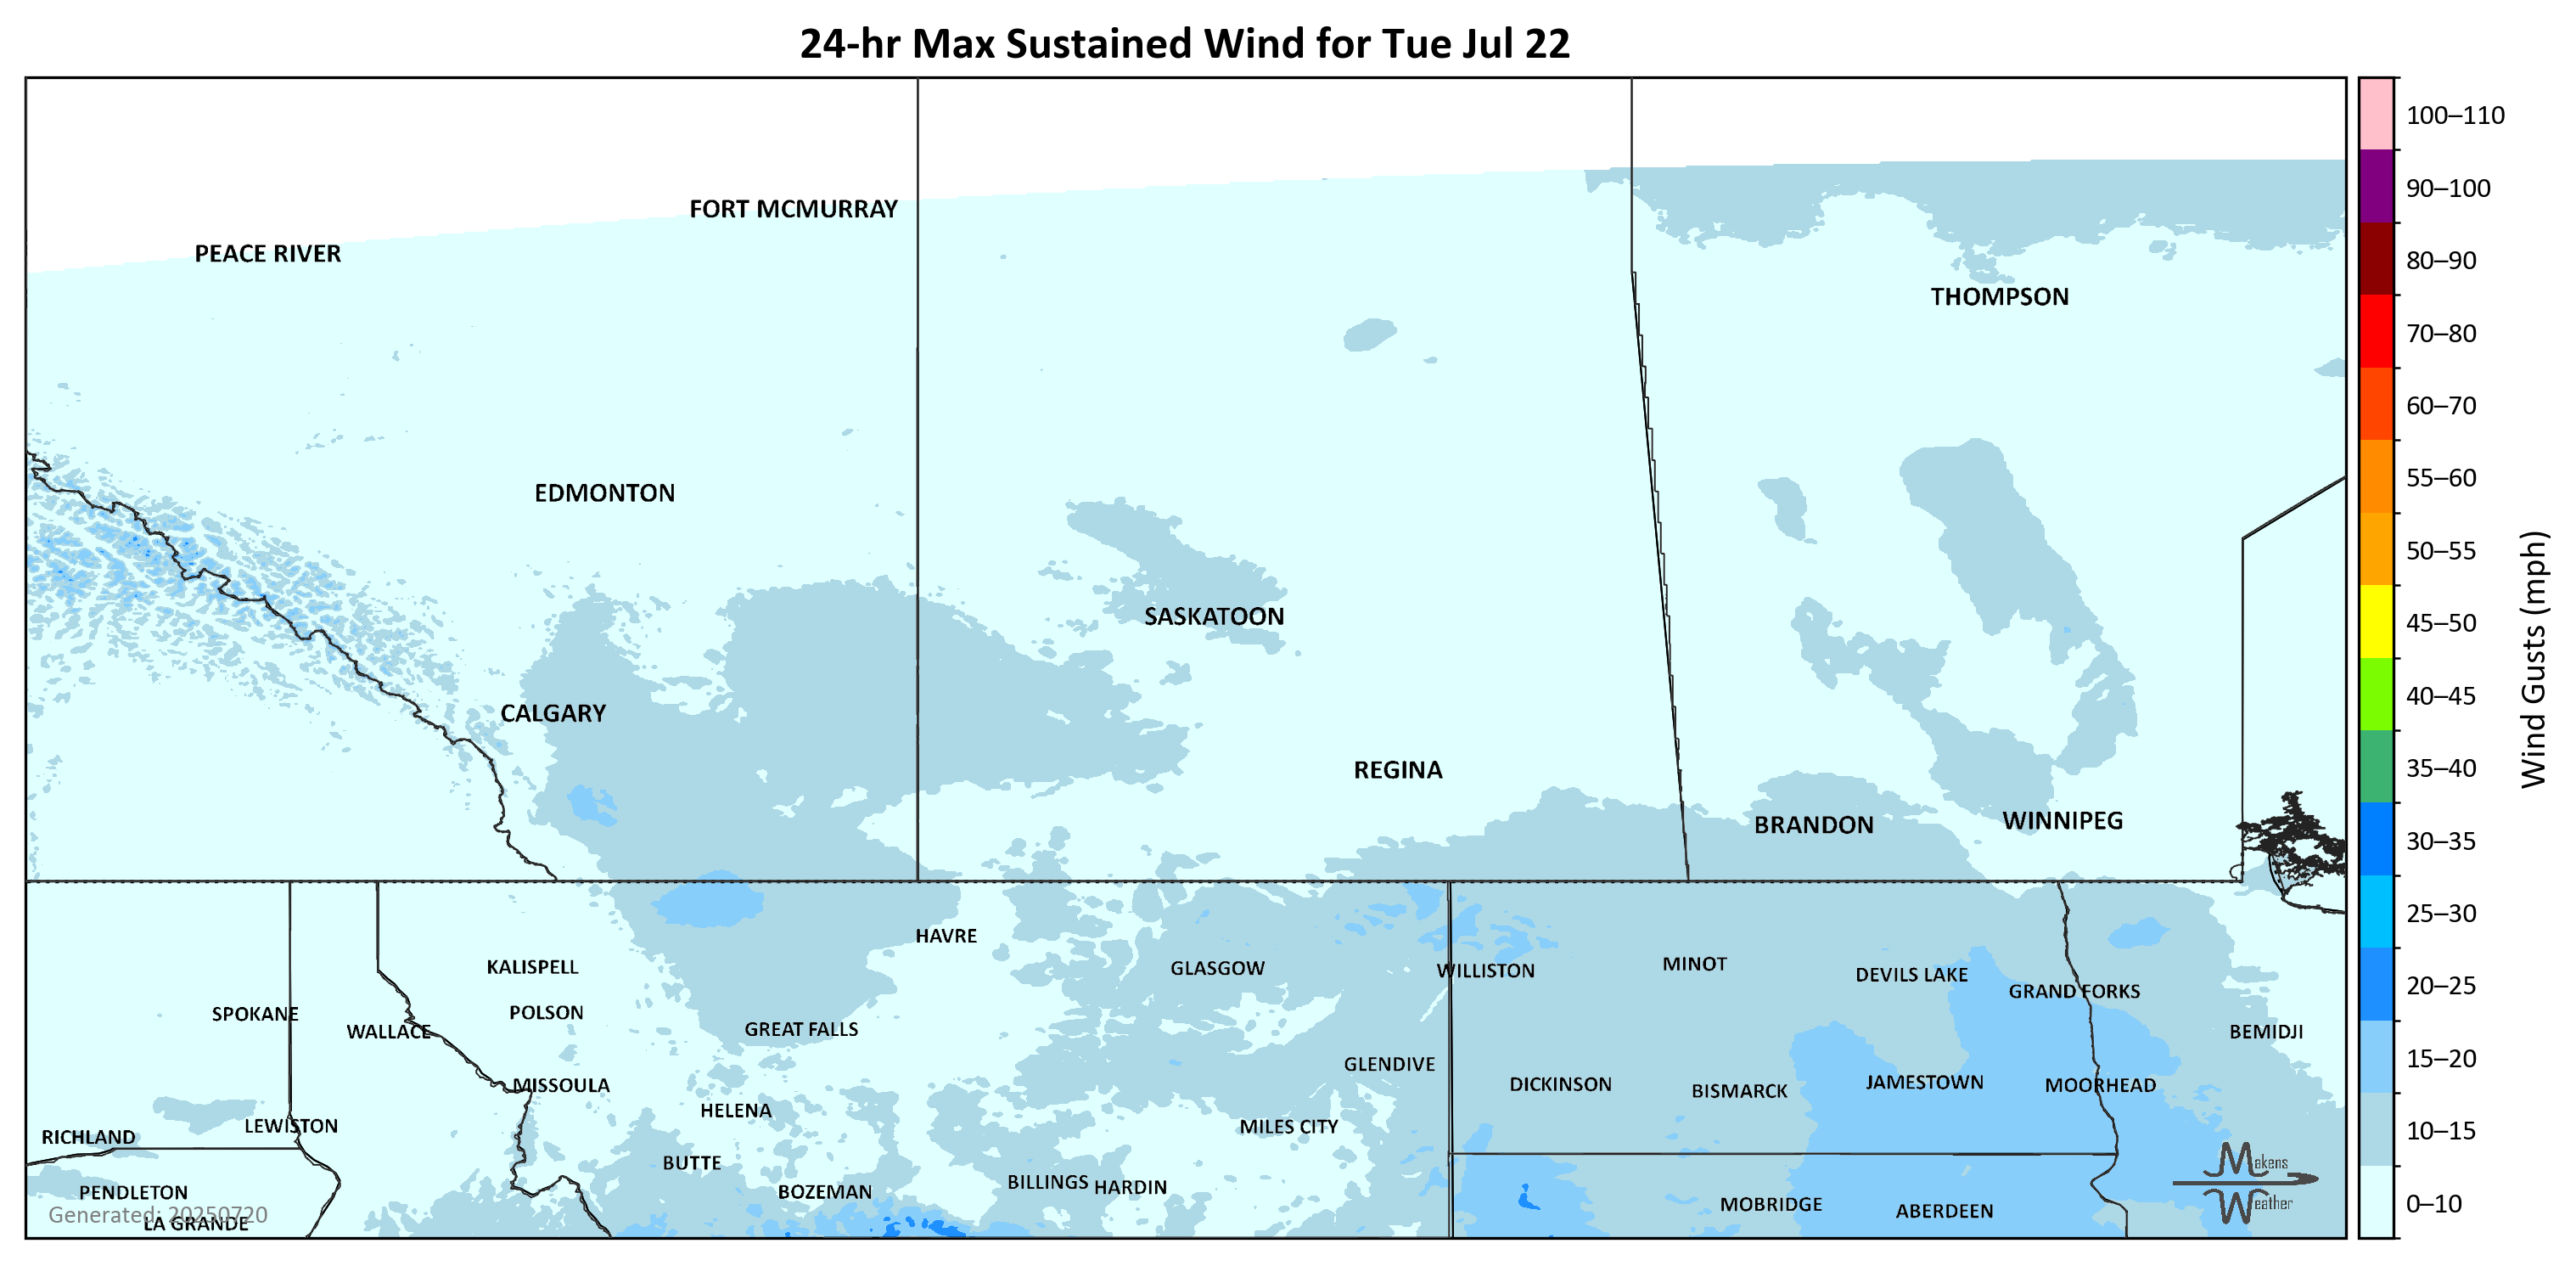 24-hr Max Sustained Wind for Tue Jul 22
FORT MCMURRAY
PEACE RIVER
THOMPSON
EDMONTON
SASKATOON
CALGARY
REGINA
BRANDON
WINNIPEG
HAVRE
KALISPELL
GLASGOW
WILLISTON
MINOT
DEVILS LAKE
GRAND FORKS
SPOKANE
POLSON
WALLACE
GREAT FALLS
BEMIDJI
GLENDIVE
MISSOULA
DICKINSON
BISMARCK
JAMESTOWN
MOORHEAD
HELENA
LEWISTON
MILES CITY
RICHLAND
BUTTE
BILLINGS
HARDIN
PENDLETON
BOZEMAN
MOBRIDGE
ABERDEEN
Generated: 20250720
LA GRANDE
Makens
Weather
100–110
90–100
80–90
70–80
60–70
55–60
50–55
45–50
40–45
35–40
30–35
25–30
20–25
15–20
10–15
0–10
Wind Gusts (mph)